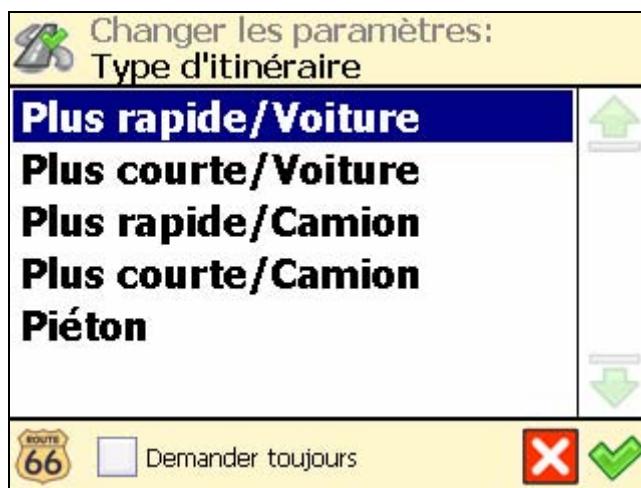 Changer les paramètres:
Type d'itinéraire
Plus rapide/Voiture
Plus courte/Voiture
Plus rapide/Camion
Plus courte/Camion
Piéton
ROUTE
66
Demander toujours